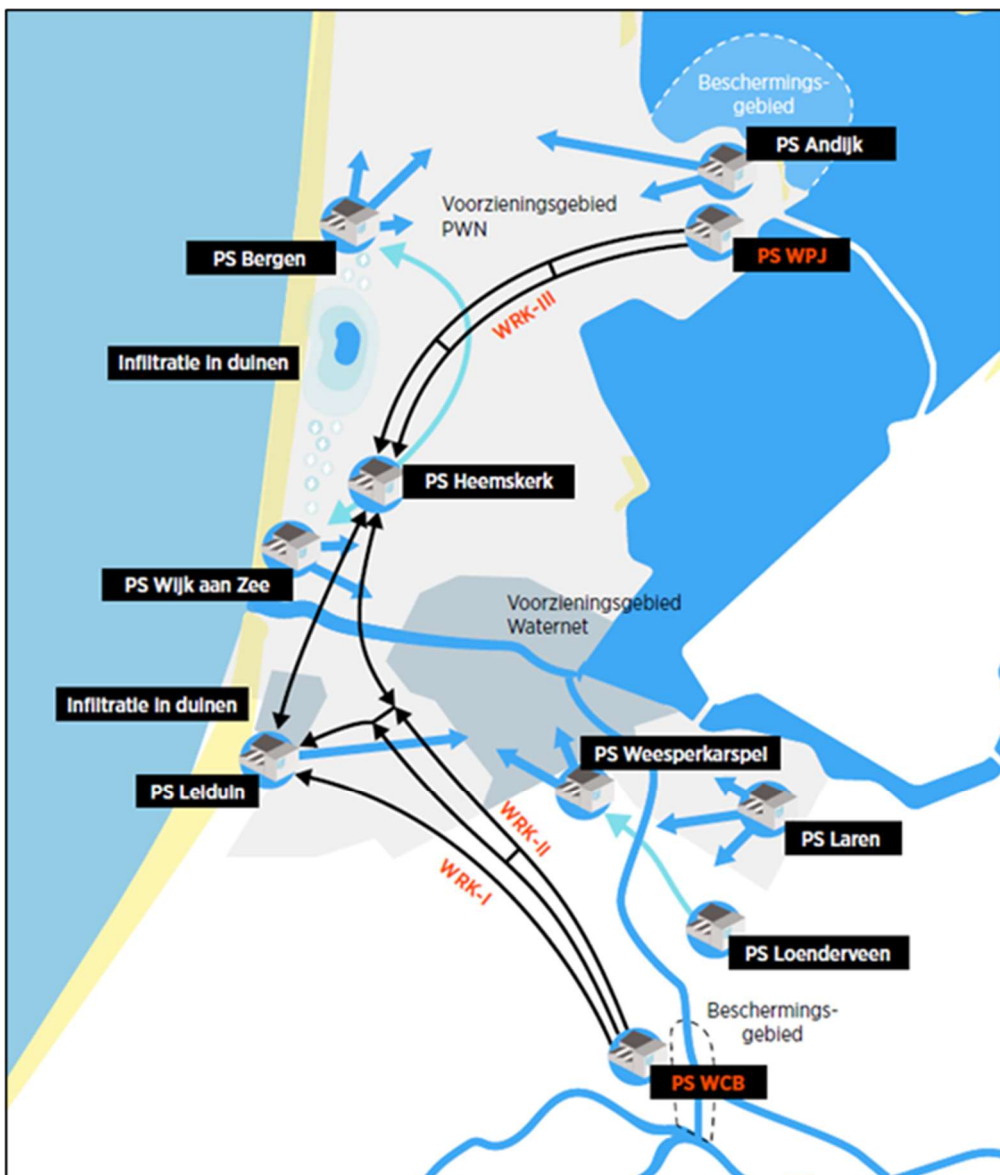 Beschermings-
gebied
PS Andijk
Voorzieningsgebied
PWN
PS Bergen
PS WPJ
WRK-III
Infiltratie in duinen
PS Heemskerk
PS Wijk aan Zee
Voorzieningsgebied
Waternet
Infiltratie in duinen
PS Weesperkarspel
PS Leiduin
WRK-II
PS Laren
WRK-I
PS Loenderveen
Beschermings-
gebied
PS WCB